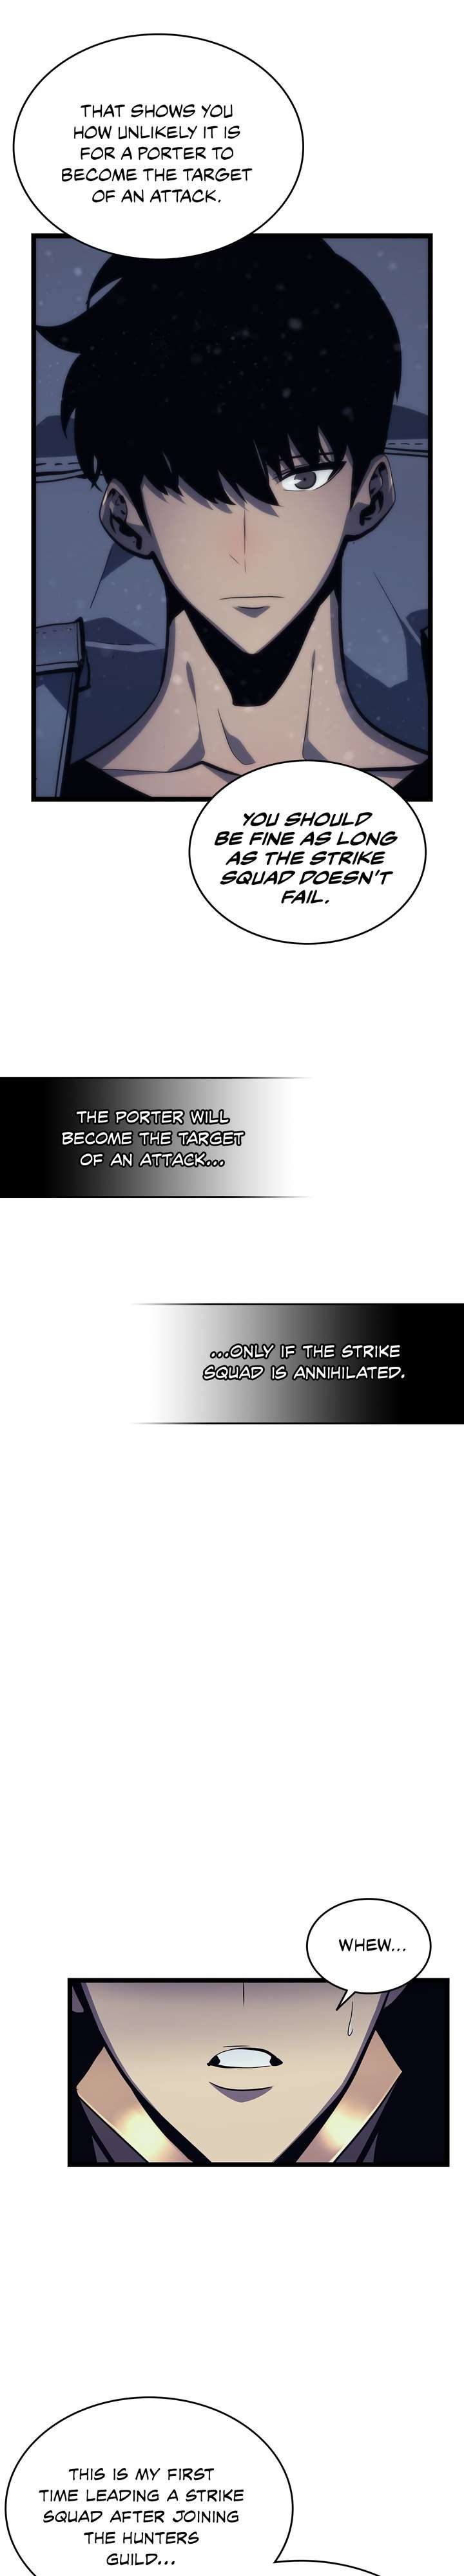 THAT SHOWS YOU
HOW UNLIKELY IT IS
FOR A PORTER TO
BECOME THE TARGET
OF AN ATTACK.
YOU SHOULD
BE FINE AS LONG
AS THE STRIKE
SQUAD DOESN'T
FAIL.
THE PORTER WILL
BECOME THE TARGET
OF AN ATTACK...
...ONLY IF THE STRIKE
SQUAD IS ANNIHILATED.
WHEW...
THIS IS MY FIRST
TIME LEADING A STRIKE
SQUAD AFTER JOINING
THE HUNTERS
GUILD...